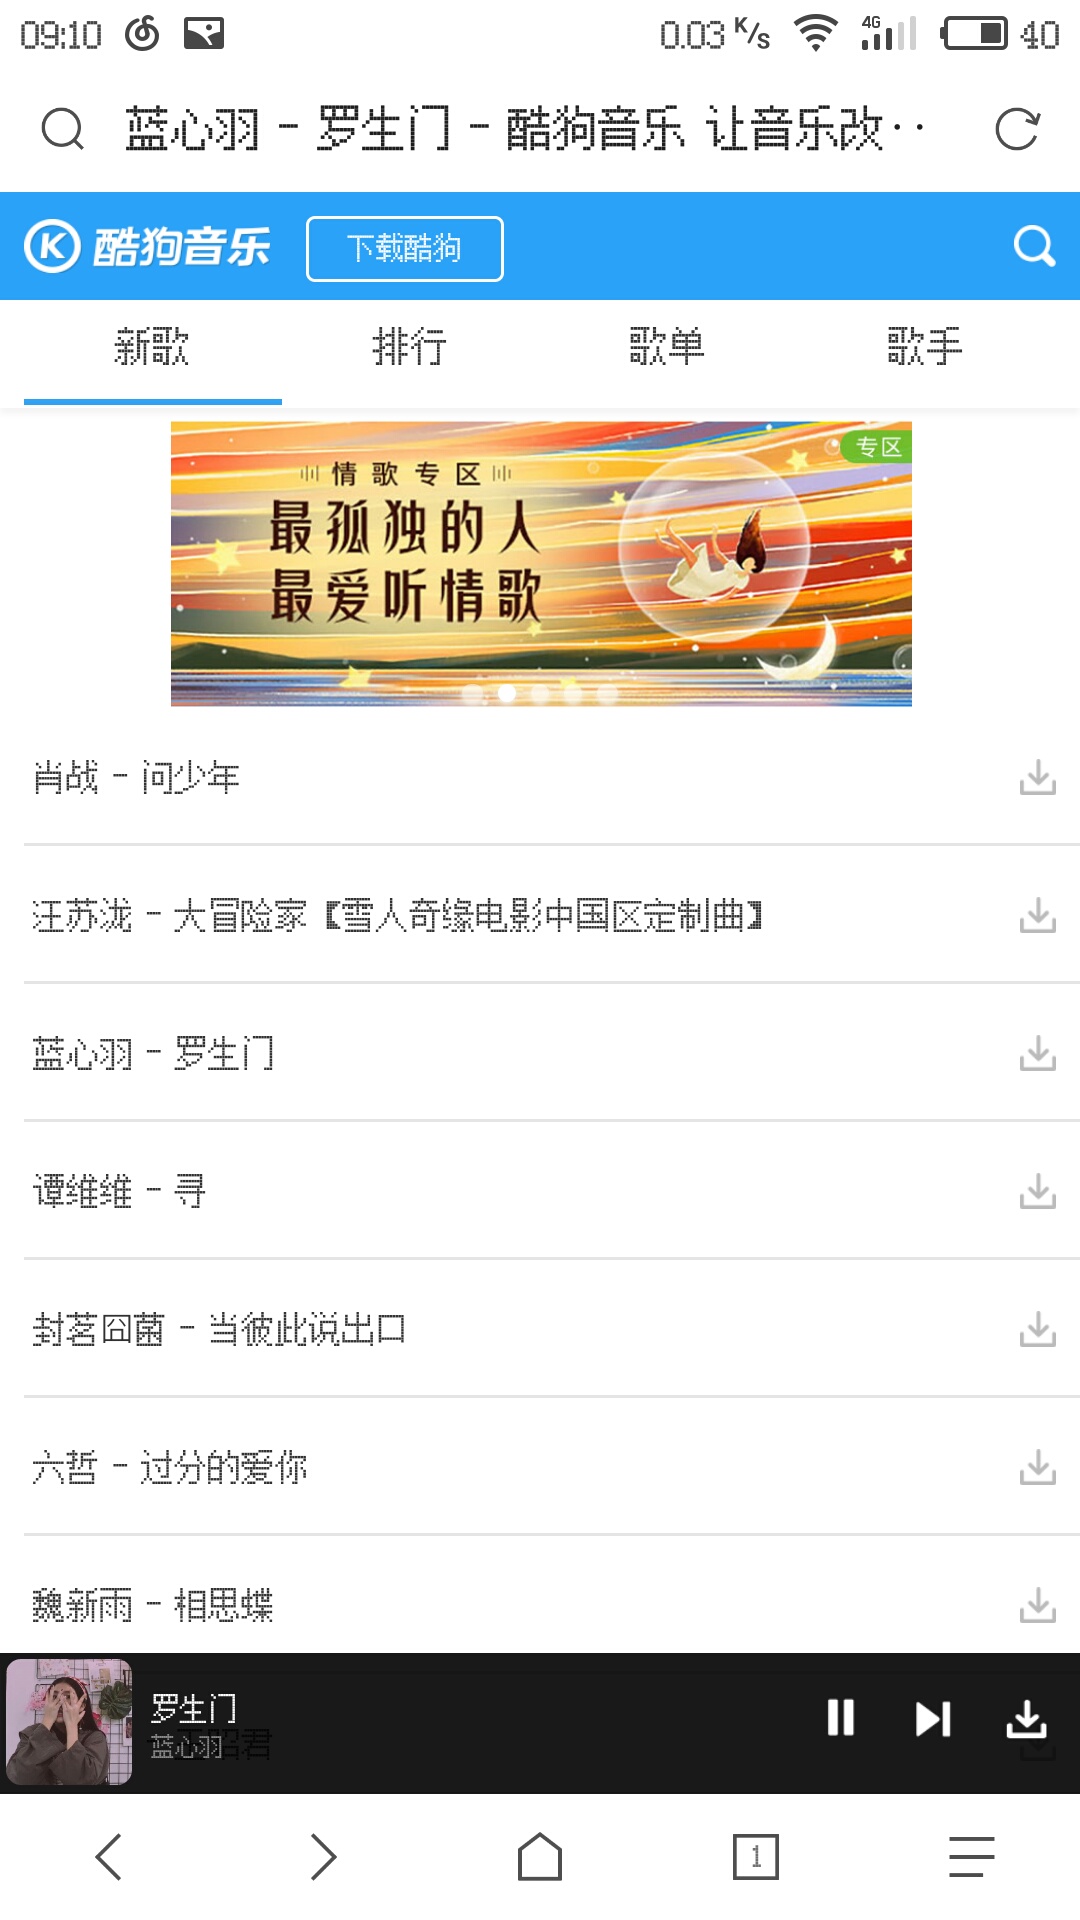 09:10 0.03 K/s 4G 40
蓝心羽 - 罗生门 - 酷狗音乐 让音乐改··
K 酷狗音乐 下载酷狗
新歌 排行 歌单 歌手
专区
情歌专区
最孤独的人
最爱听情歌
肖战 - 问少年
汪苏泷 - 大冒险家【雪人奇缘电影中国区定制曲】
蓝心羽 - 罗生门
谭维维 - 寻
封茗囧菌 - 当彼此说出口
六哲 - 过分的爱你
魏新雨 - 相思蝶
罗生门
蓝心羽
1